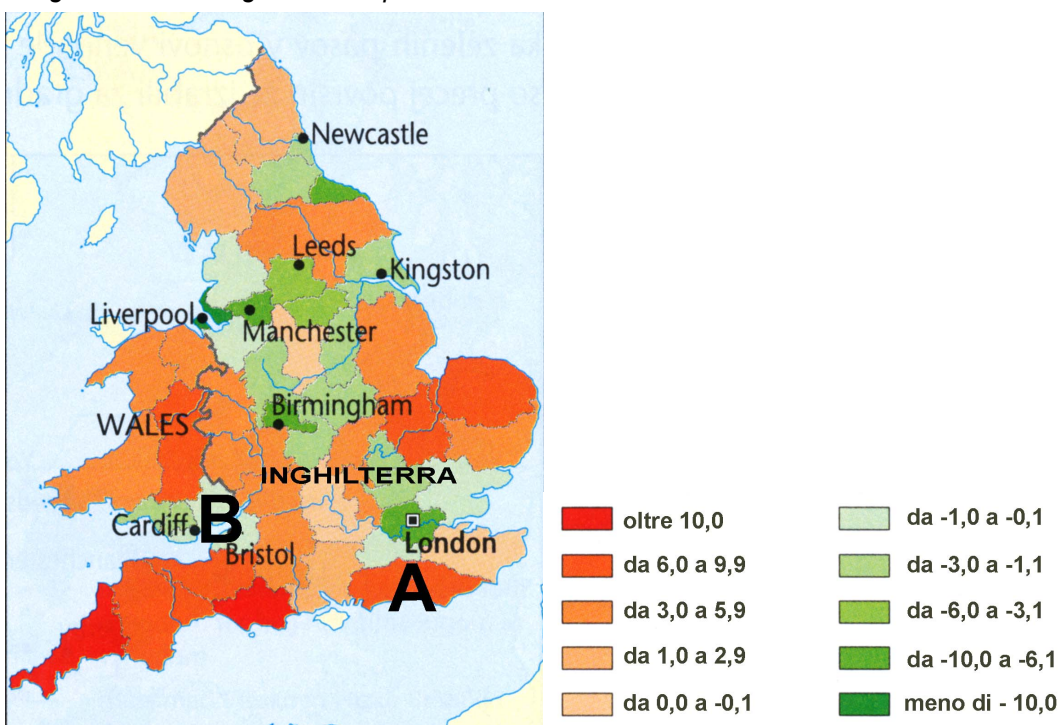 Newcastle
Leeds
Kingston
Liverpool
Manchester
Birmingham
WALES
INGHILTERRA
B
Cardiff
London
Bristol
A
oltre 10,0
da 6,0 a 9,9
da 3,0 a 5,9
da 1,0 a 2,9
da 0,0 a -0,1
da -1,0 a -0,1
da -3,0 a -1,1
da -6,0 a -3,1
da -10,0 a -6,1
meno di - 10,0